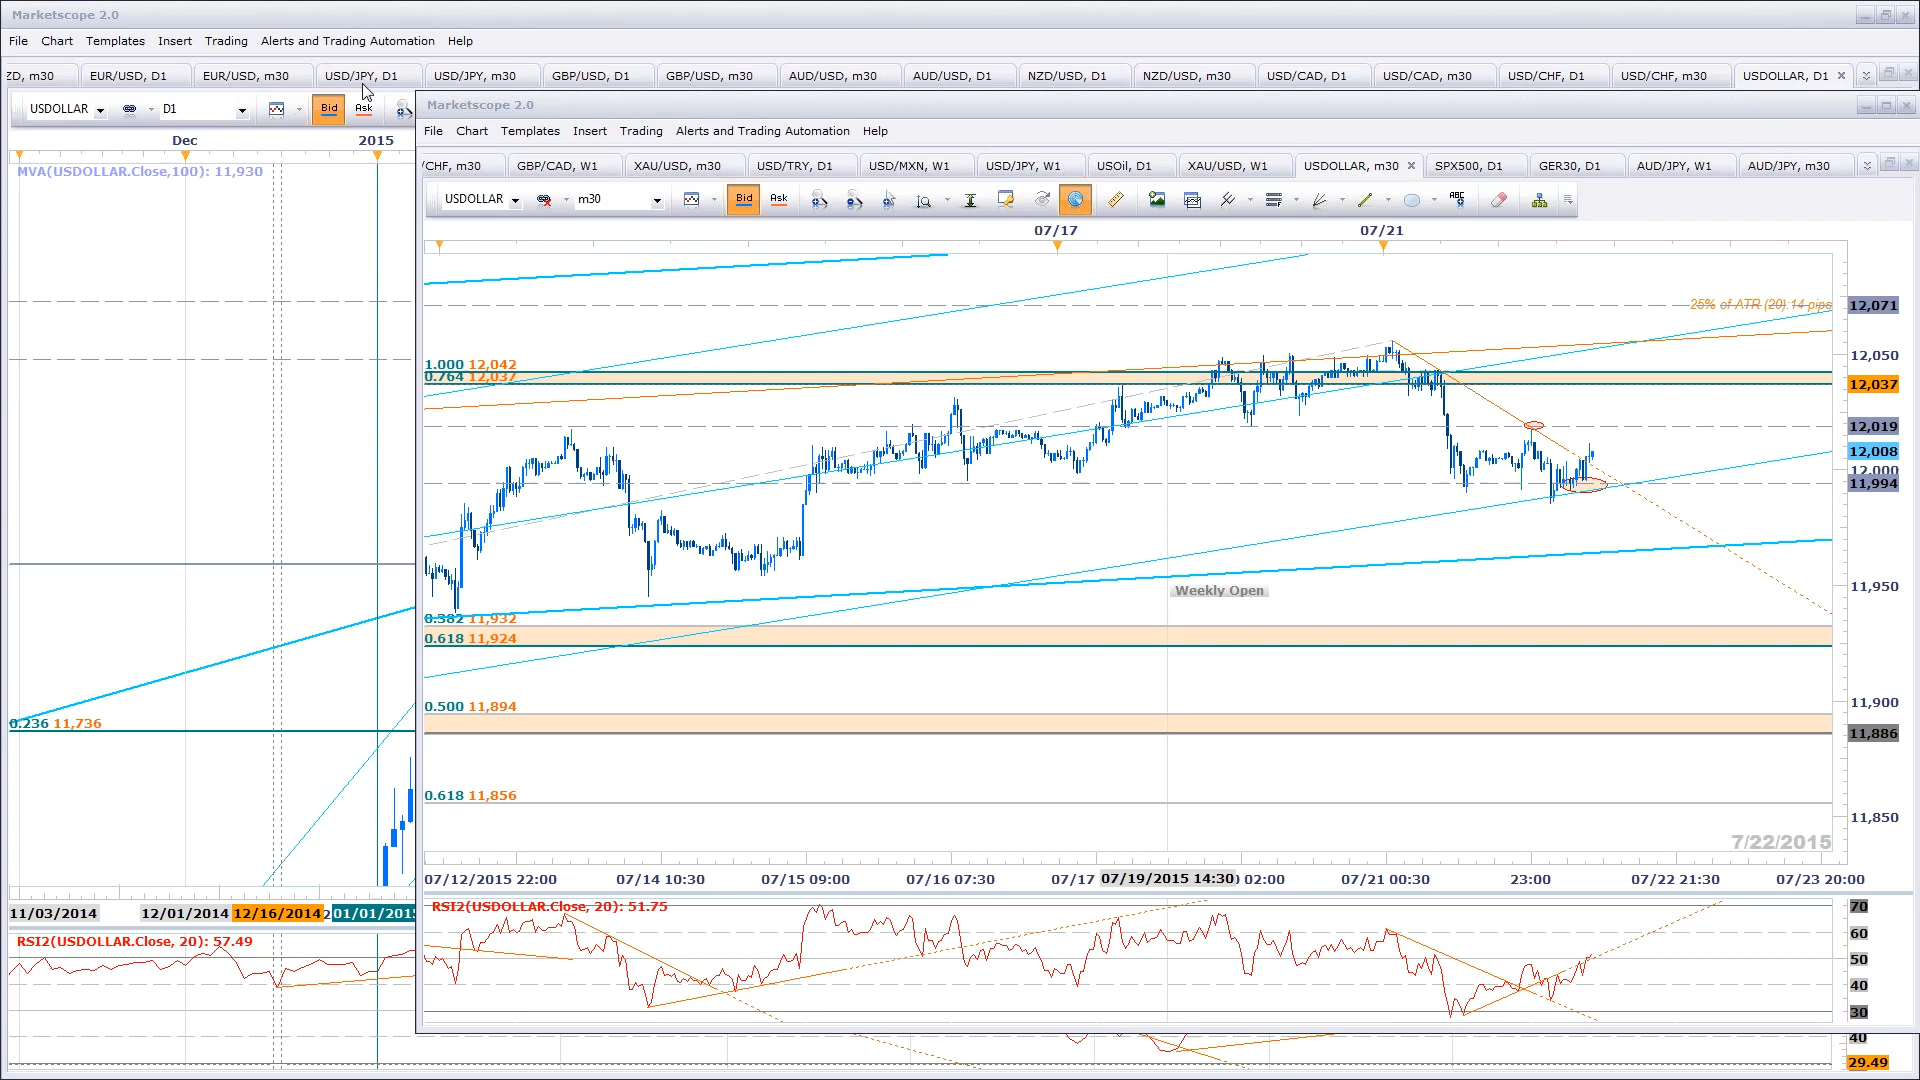 Marketscope 2.0
File Chart Templates Insert Trading Alerts and Trading Automation Help
ZD, m30 EUR/USD, D1 EUR/USD, m30 USD/JPY, D1 USD/JPY, m30 GBP/USD, D1 GBP/USD, m30 AUD/USD, m30 AUD/USD, D1 NZD/USD, D1 NZD/USD, m30 USD/CAD, D1 USD/CAD, m30 USD/CHF, D1 USD/CHF, m30 USDOLLAR, D1
USDOLLAR D1 Bid Ask
Dec 2015
MVA(USDOLLAR.Close,100): 11,930
0.236 11,736
11/03/2014 12/01/2014 12/16/2014 2 01/01/2015
RSI2(USDOLLAR.Close, 20): 57.49
Marketscope 2.0
File Chart Templates Insert Trading Alerts and Trading Automation Help
/CHF, m30 GBP/CAD, W1 XAU/USD, m30 USD/TRY, D1 USD/MXN, W1 USD/JPY, W1 USOil, D1 XAU/USD, W1 USDOLLAR, m30 SPX500, D1 GER30, D1 AUD/JPY, W1 AUD/JPY, m30
USDOLLAR m30 Bid Ask ABC
07/17 07/21
25% of ATR (20) 14 pips
12,071
12,050
1.000 12,042
0.764 12,037
12,037
12,019
12,008
12,000
11,994
11,950
Weekly Open
0.382 11,932
0.618 11,924
0.500 11,894
11,900
11,886
0.618 11,856
11,850
7/22/2015
07/12/2015 22:00 07/14 10:30 07/15 09:00 07/16 07:30 07/17 07/19/2015 14:30 02:00 07/21 00:30 23:00 07/22 21:30 07/23 20:00
RSI2(USDOLLAR.Close, 20): 51.75
70
60
50
40
30
40
29.49